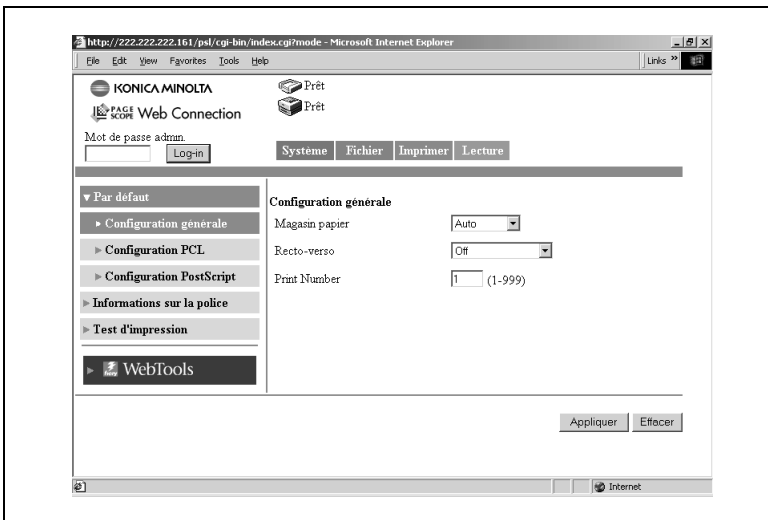 http://222.222.222.161/psl/cgi-bin/index.cgi?mode - Microsoft Internet Explorer
File Edit View Favorites Tools Help Links »
KONICA MINOLTA
Prêt
PAGE SCOPE Web Connection
Prêt
Mot de passe admin.
Log-in
Système Fichier Imprimer Lecture
Par défaut
Configuration générale
Configuration PCL
Configuration PostScript
Informations sur la police
Test d'impression
fiery WebTools
Configuration générale
Magasin papier Auto
Recto-verso Off
Print Number 1 (1-999)
Appliquer Effacer
Internet